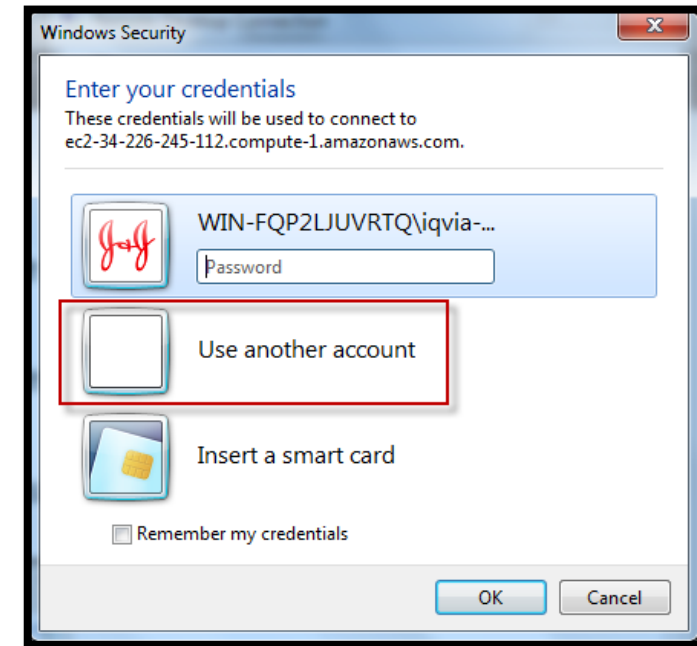 Windows Security
Enter your credentials
These credentials will be used to connect to
ec2-34-226-245-112.compute-1.amazonaws.com.
J&J
WIN-FQP2LJUVRTQ\iqvia-...
Password
Use another account
Insert a smart card
Remember my credentials
OK
Cancel